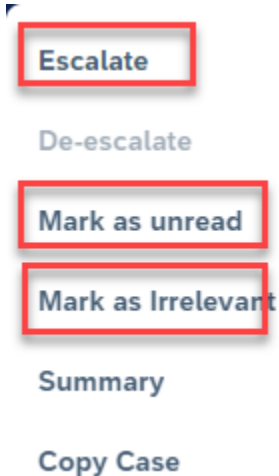 Escalate
De-escalate
Mark as unread
Mark as Irrelevant
Summary
Copy Case